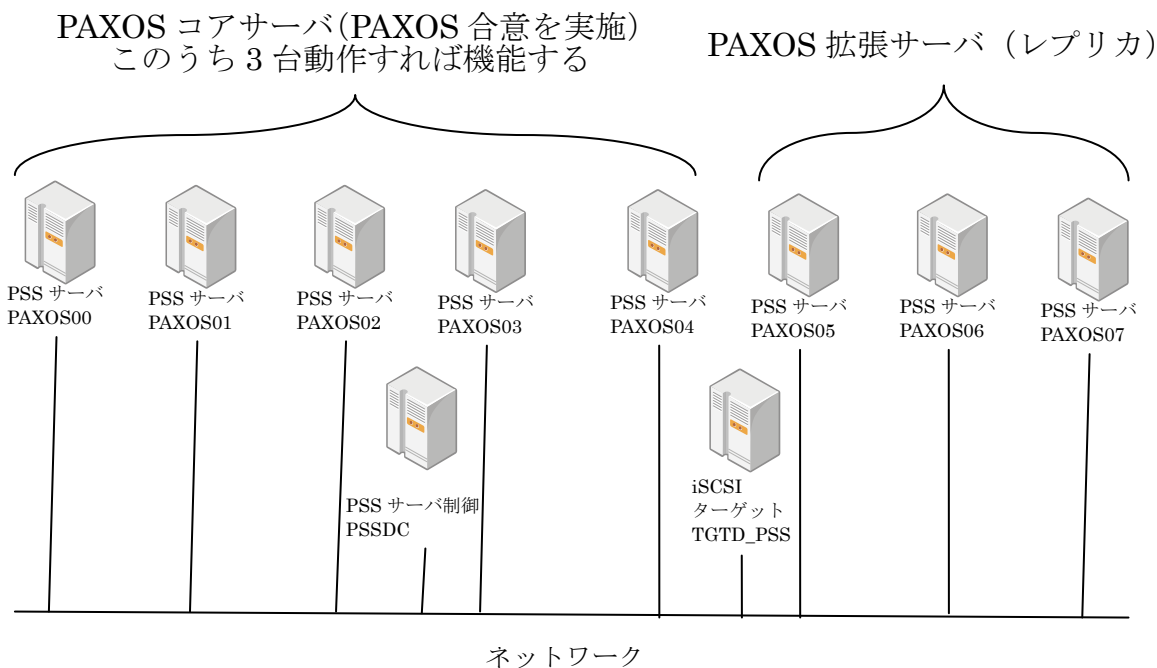 PAXOS コアサーバ（PAXOS 合意を実施）
このうち 3 台動作すれば機能する
PAXOS 拡張サーバ（レプリカ）
PSS サーバ
PAXOS00
PSS サーバ
PAXOS01
PSS サーバ
PAXOS02
PSS サーバ
PAXOS03
PSS サーバ
PAXOS04
PSS サーバ
PAXOS05
PSS サーバ
PAXOS06
PSS サーバ
PAXOS07
PSS サーバ制御
PSSDC
iSCSI
ターゲット
TGTD_PSS
ネットワーク